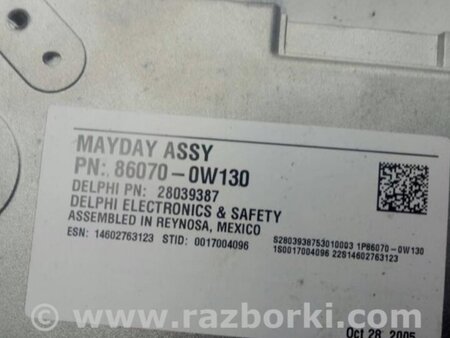 MAYDAY ASSY
PN: 86070-0W130
DELPHI PN: 28039387
DELPHI ELECTRONICS & SAFETY
ASSEMBLED IN REYNOSA, MEXICO
ESN: 14602763123 STID: 0017004096
S2803938753010003 1P86070-0W130
1S0017004096 22S14602763123
Oct 28, 2005
© www.razborki.com